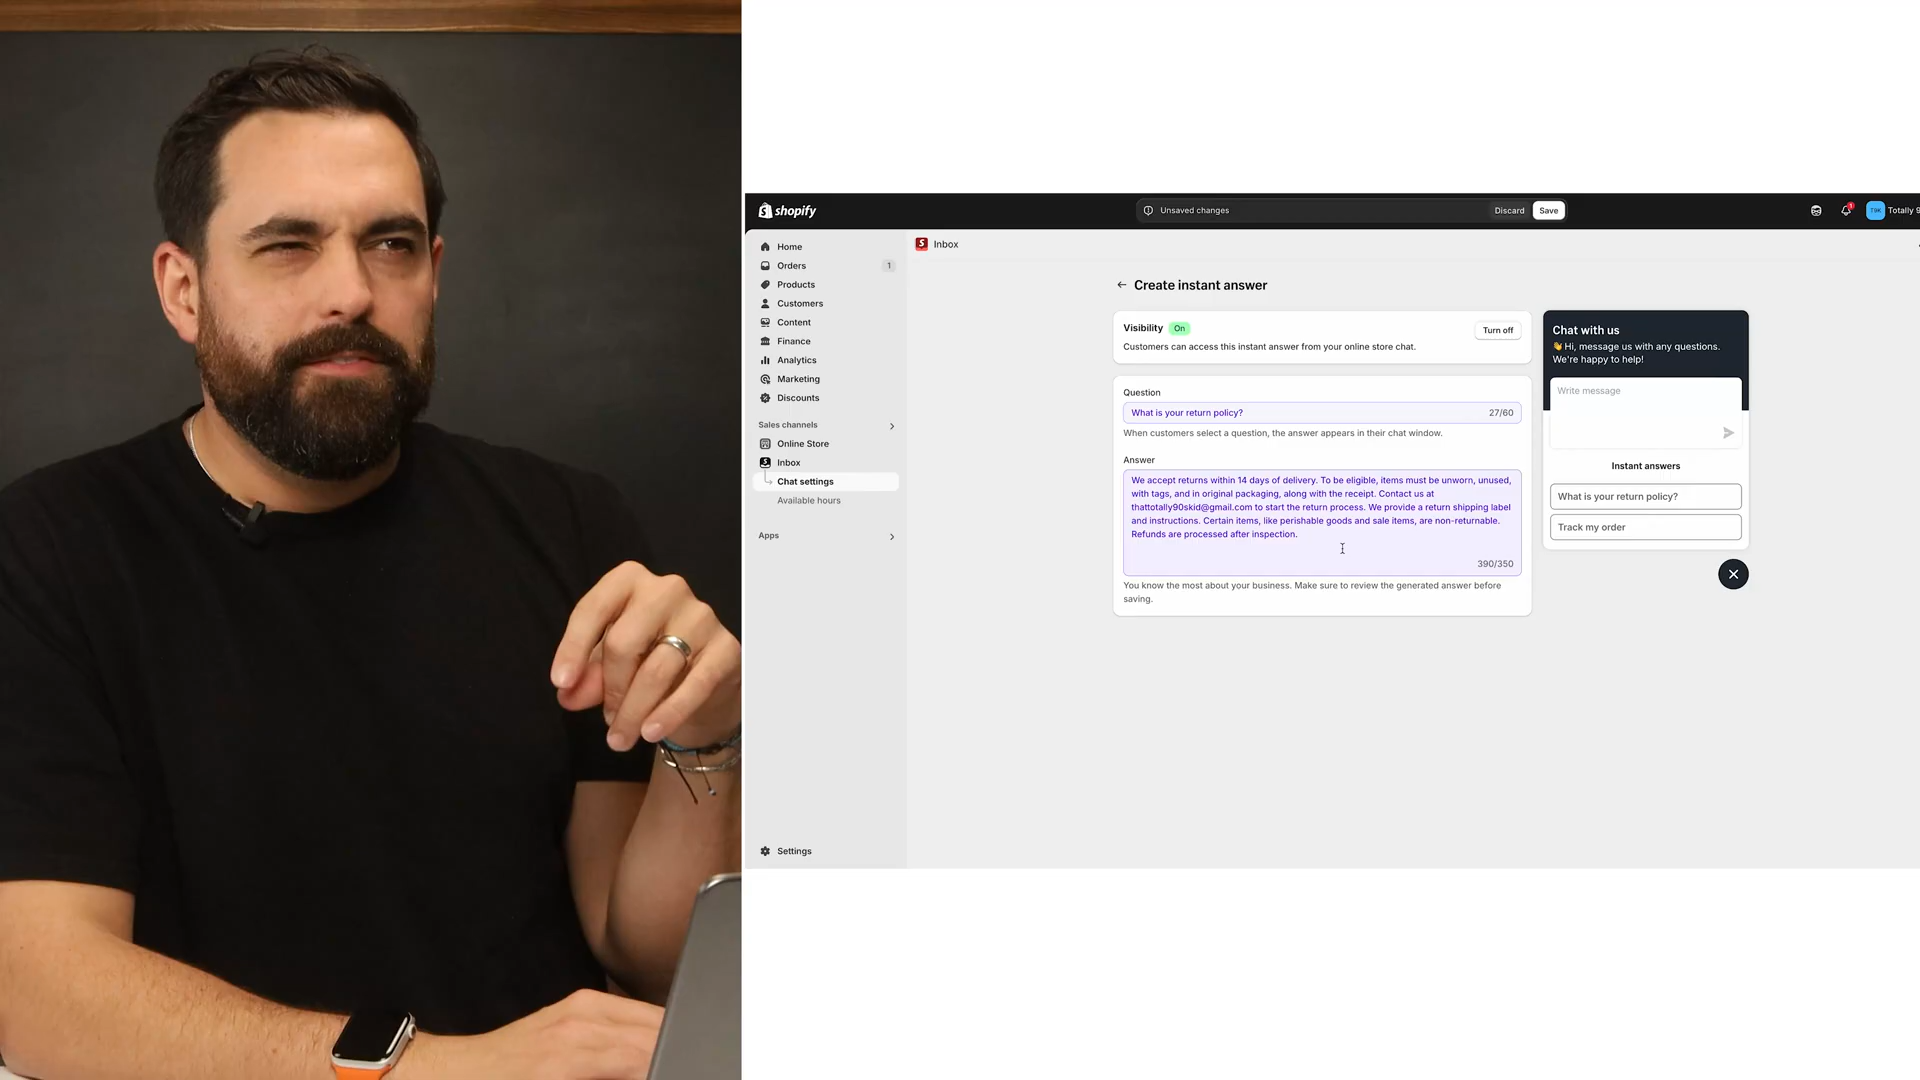 shopify
Unsaved changes
Discard
Save
TSK
Totally 9
Home
Orders
1
Products
Customers
Content
Finance
Analytics
Marketing
Discounts
Sales channels
Online Store
Inbox
Chat settings
Available hours
Apps
Settings
Inbox
Create instant answer
Visibility
On
Turn off
Customers can access this instant answer from your online store chat.
Question
What is your return policy?
27/60
When customers select a question, the answer appears in their chat window.
Answer
We accept returns within 14 days of delivery. To be eligible, items must be unworn, unused,
with tags, and in original packaging, along with the receipt. Contact us at
thattotally90skid@gmail.com to start the return process. We provide a return shipping label
and instructions. Certain items, like perishable goods and sale items, are non-returnable.
Refunds are processed after inspection.
390/350
You know the most about your business. Make sure to review the generated answer before
saving.
Chat with us
👋 Hi, message us with any questions.
We're happy to help!
Write message
Instant answers
What is your return policy?
Track my order